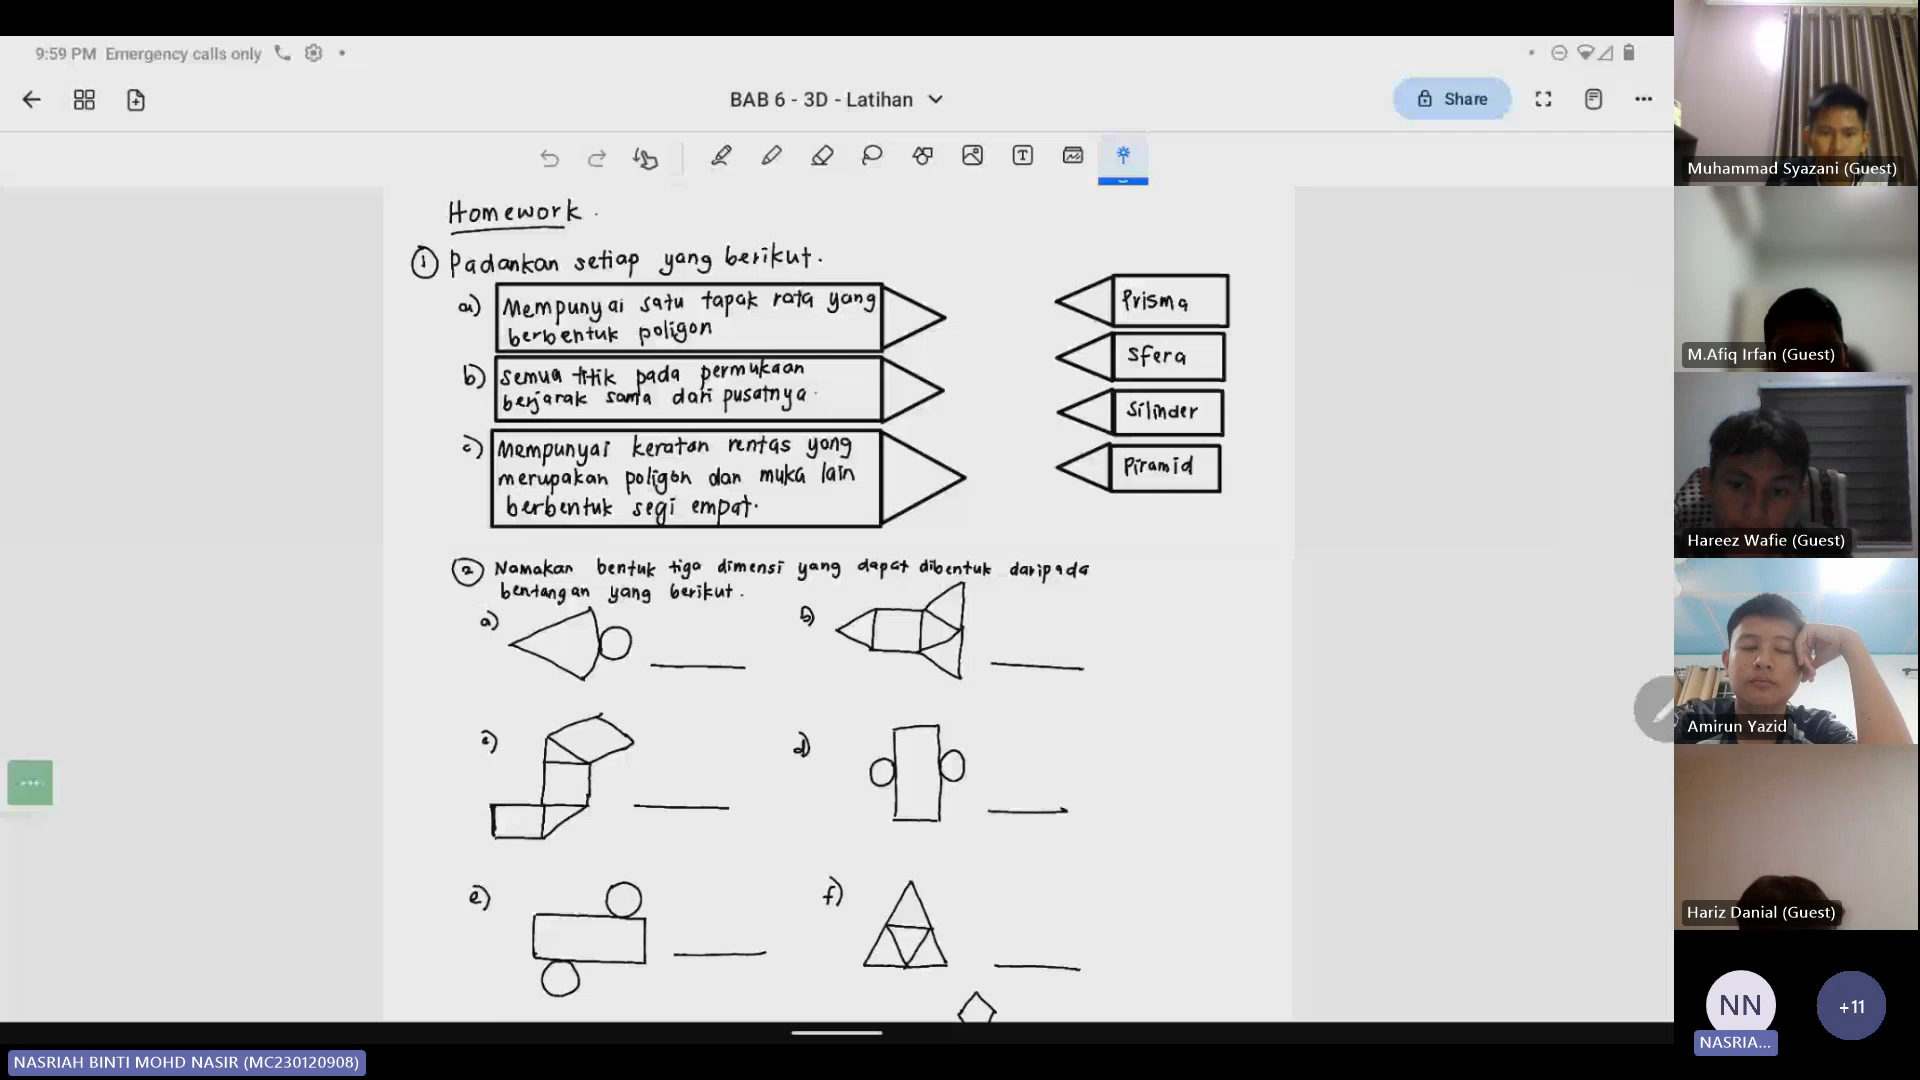 9:59 PM Emergency calls only
BAB 6 - 3D - Latihan
Share
Homework.
1 Padankan setiap yang berikut.
a) Mempunyai satu tapak rata yang
berbentuk poligon
b) Semua titik pada permukaan
berjarak sama dari pusatnya.
c) Mempunyai keratan rentas yang
merupakan poligon dan muka lain
berbentuk segi empat.
Prisma
Sfera
Silinder
Piramid
2 Namakan bentuk tiga dimensi yang dapat dibentuk daripada
bentangan yang berikut.
a)
b)
c)
d)
e)
f)
Muhammad Syazani (Guest)
M.Afiq Irfan (Guest)
Hareez Wafie (Guest)
Amirun Yazid
Hariz Danial (Guest)
NN
+11
NASRIA...
NASRIAH BINTI MOHD NASIR (MC230120908)